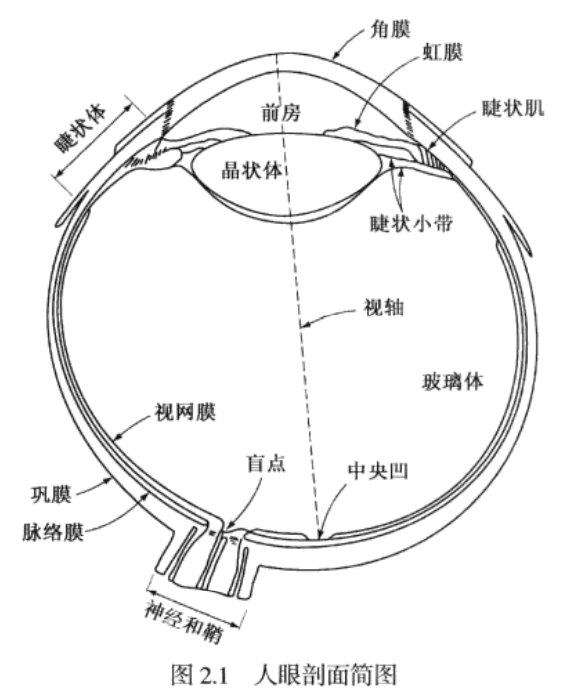 角膜
虹膜
前房
睫状肌
睫状体
晶状体
睫状小带
视轴
玻璃体
视网膜
盲点
中央凹
巩膜
脉络膜
神经和鞘
图 2.1 人眼剖面简图